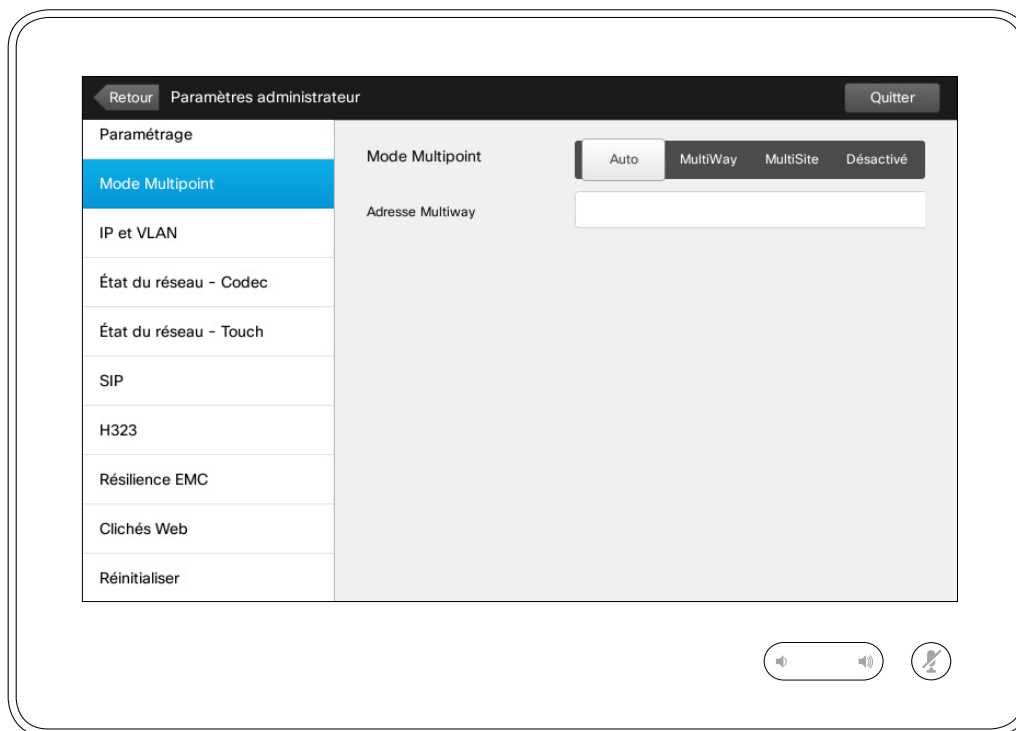 Retour Paramètres administrateur Quitter
Paramétrage
Mode Multipoint
IP et VLAN
État du réseau - Codec
État du réseau - Touch
SIP
H323
Résilience EMC
Clichés Web
Réinitialiser
Mode Multipoint Auto MultiWay MultiSite Désactivé
Adresse Multiway